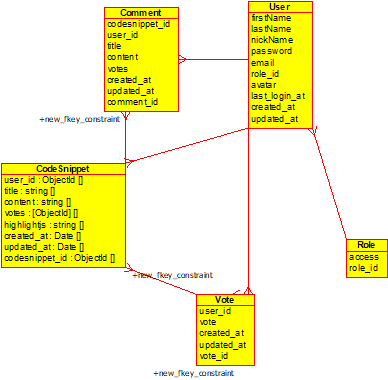 Comment
codesnippet_id
user_id
title
content
votes
created_at
updated_at
comment_id
User
firstName
lastName
nickName
password
email
role_id
avatar
last_login_at
created_at
updated_at
+new_fkey_constraint
CodeSnippet
user_id : ObjectId []
title : string []
content : string []
votes : [ObjectId] []
highlightjs : string []
created_at : Date []
updated_at : Date []
codesnippet_id : ObjectId []
Role
access
role_id
+new_fkey_constraint
Vote
user_id
vote
created_at
updated_at
vote_id
+new_fkey_constraint